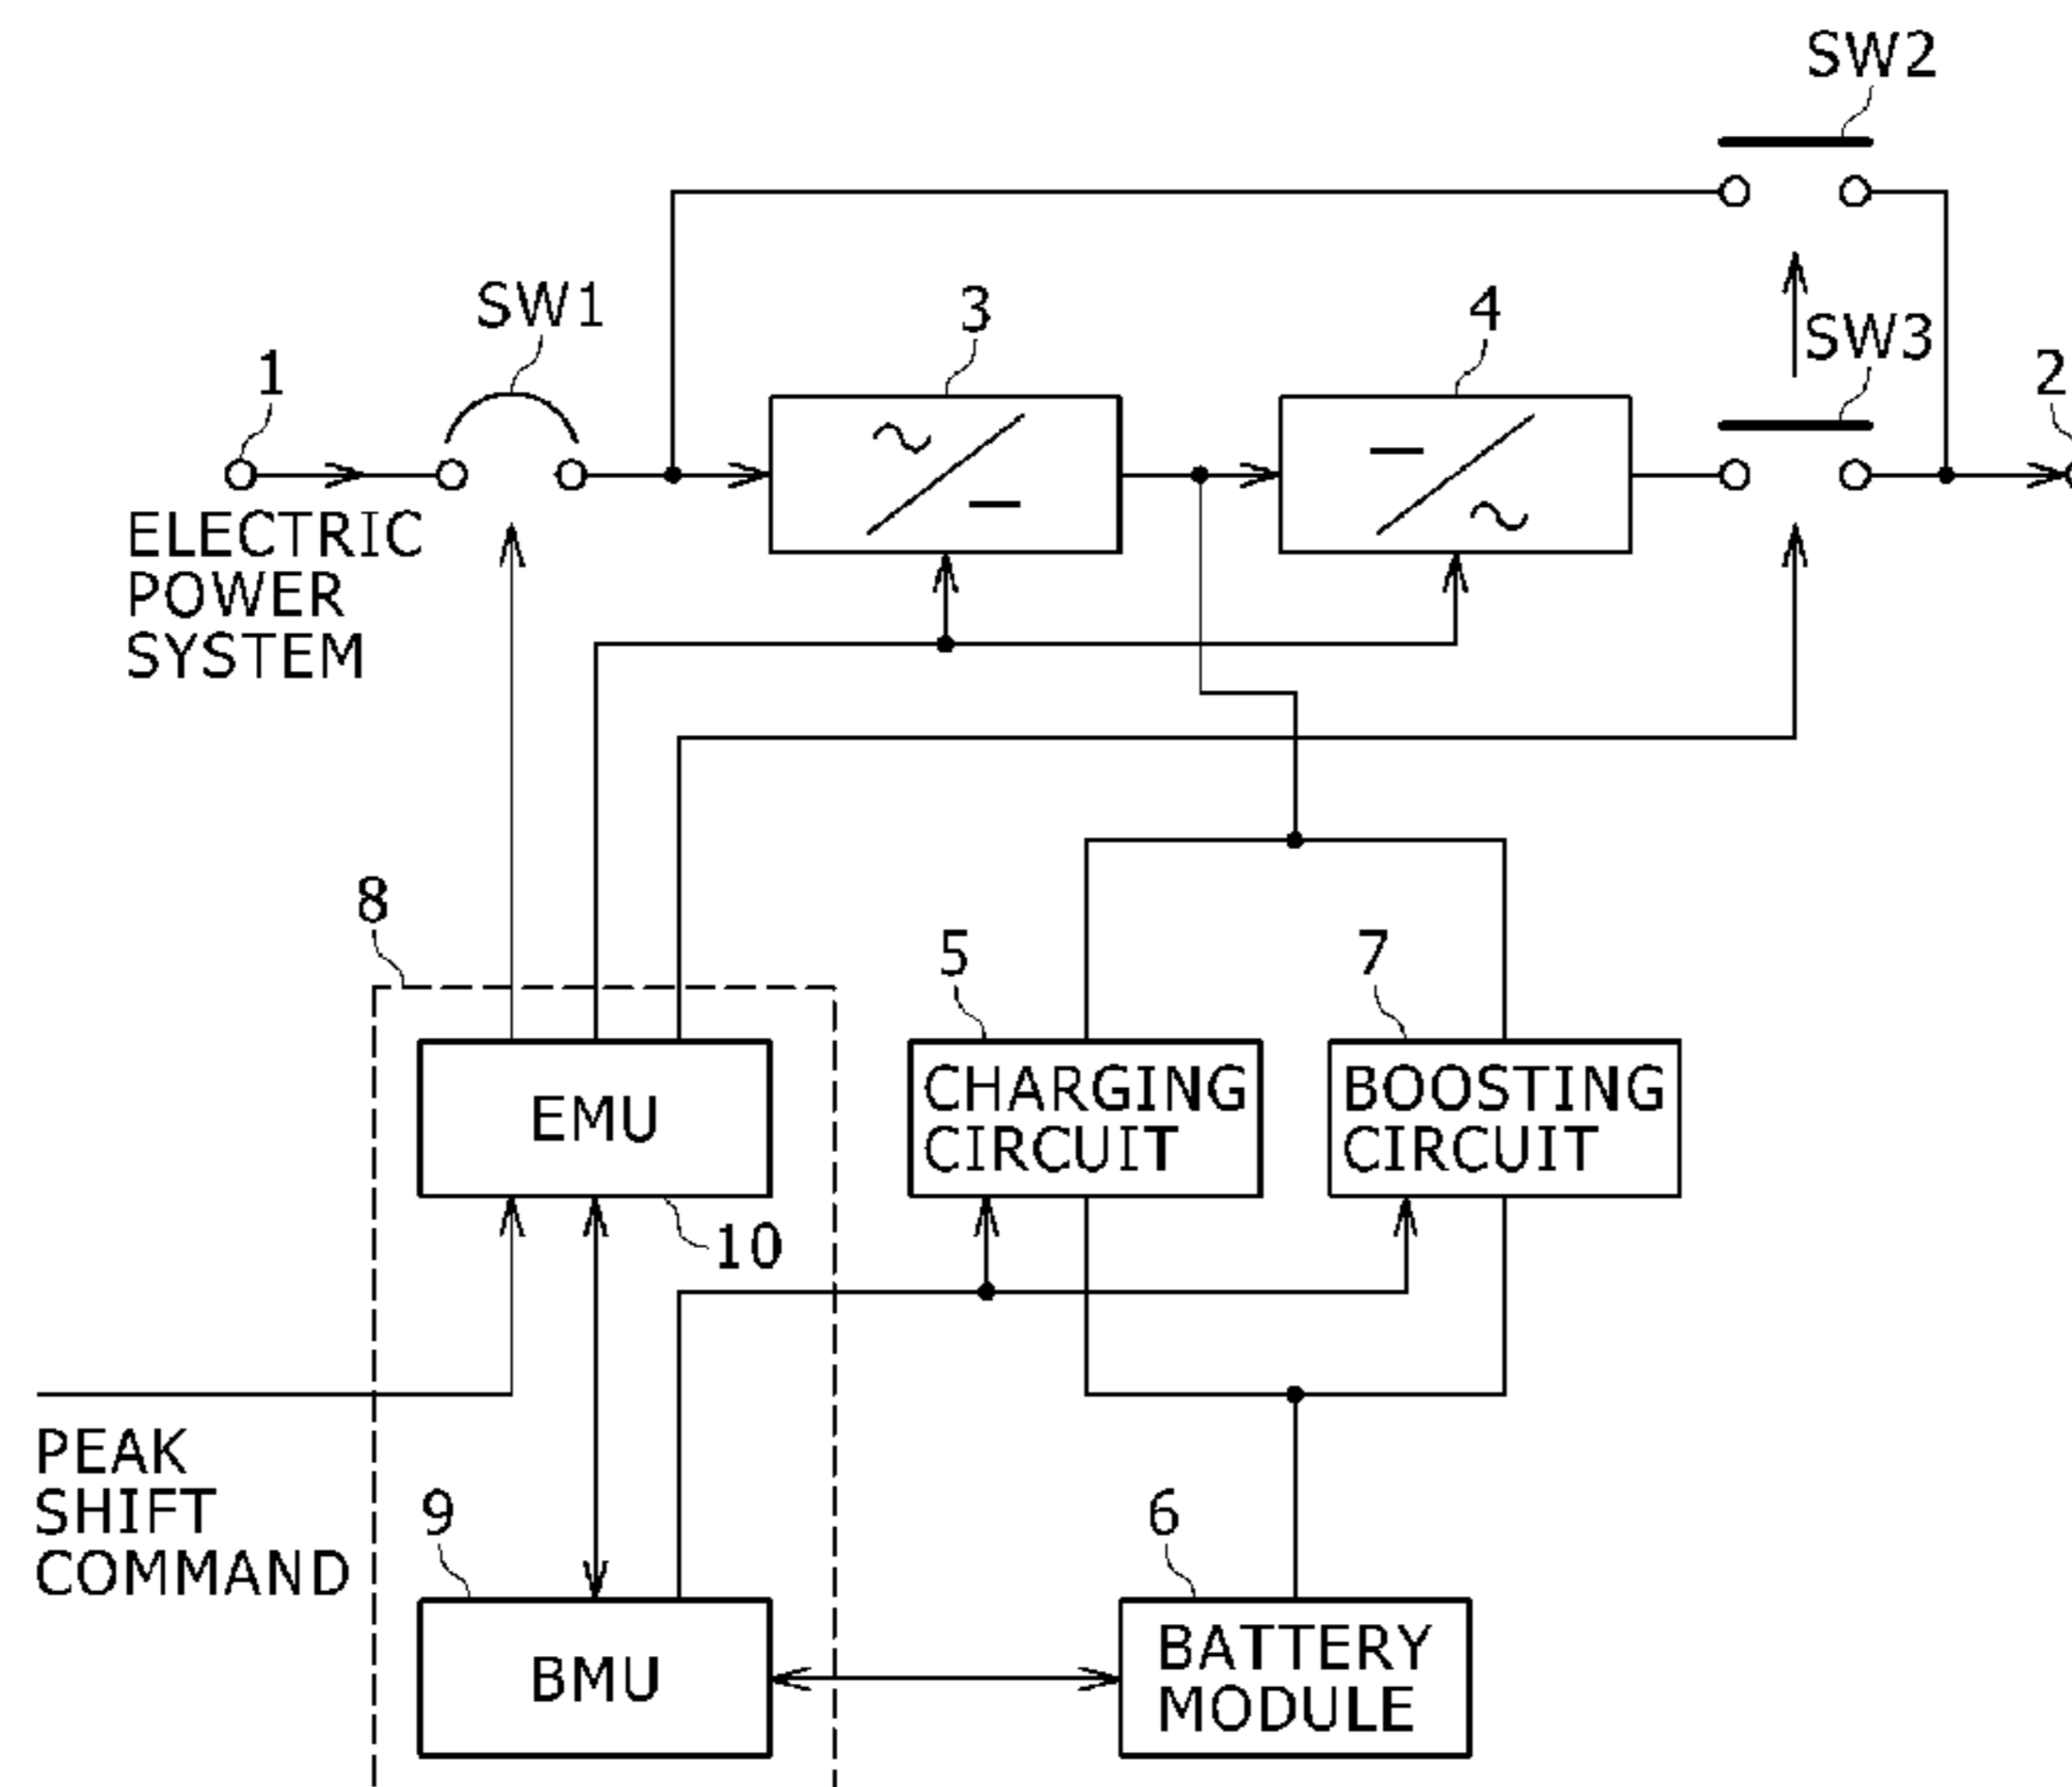 SW2
SW1
3
4
SW3
1
2
ELECTRIC
POWER
SYSTEM
8
5
7
EMU
CHARGING
CIRCUIT
BOOSTING
CIRCUIT
10
PEAK
SHIFT
COMMAND
9
6
BMU
BATTERY
MODULE